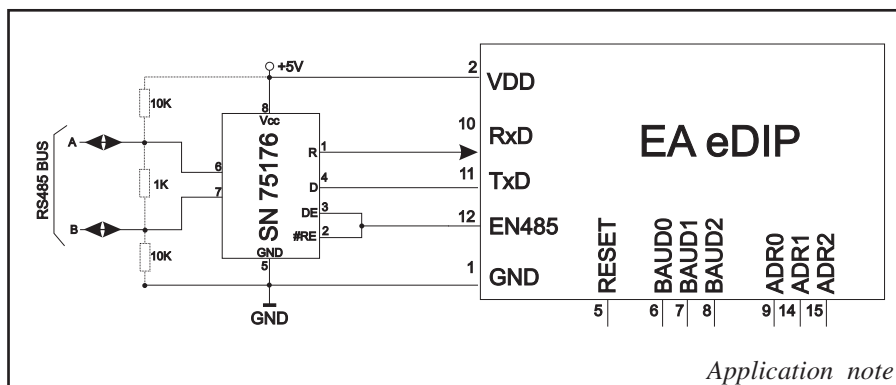 +5V
2
VDD
10K
8
Vcc
10
RxD
EA eDIP
RS485 BUS
A
6
SN 75176
R
1
11
TxD
1K
7
D
4
DE
3
12
EN485
B
#RE
2
10K
GND
5
1
GND
GND
RESET
BAUD0
BAUD1
BAUD2
ADR0
ADR1
ADR2
5
6
7
8
9
14
15
Application note